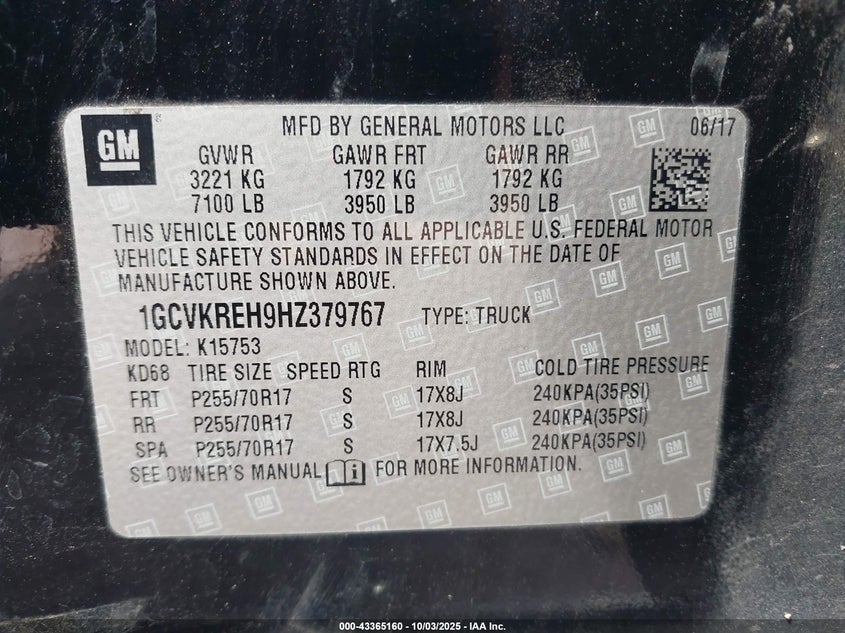 GM MFD BY GENERAL MOTORS LLC 06/17
GVWR GAWR FRT GAWR RR
3221 KG 1792 KG 1792 KG
7100 LB 3950 LB 3950 LB
THIS VEHICLE CONFORMS TO ALL APPLICABLE U.S. FEDERAL MOTOR
VEHICLE SAFETY STANDARDS IN EFFECT ON THE DATE OF
MANUFACTURE SHOWN ABOVE.
1GCVKREH9HZ379767 TYPE: TRUCK
MODEL: K15753
KD68 TIRE SIZE SPEED RTG RIM COLD TIRE PRESSURE
FRT P255/70R17 S 17X8J 240KPA(35PSI)
RR P255/70R17 S 17X8J 240KPA(35PSI)
SPA P255/70R17 S 17X7.5J 240KPA(35PSI)
SEE OWNER'S MANUAL i FOR MORE INFORMATION.
000-43365160 - 10/03/2025 - IAA Inc.